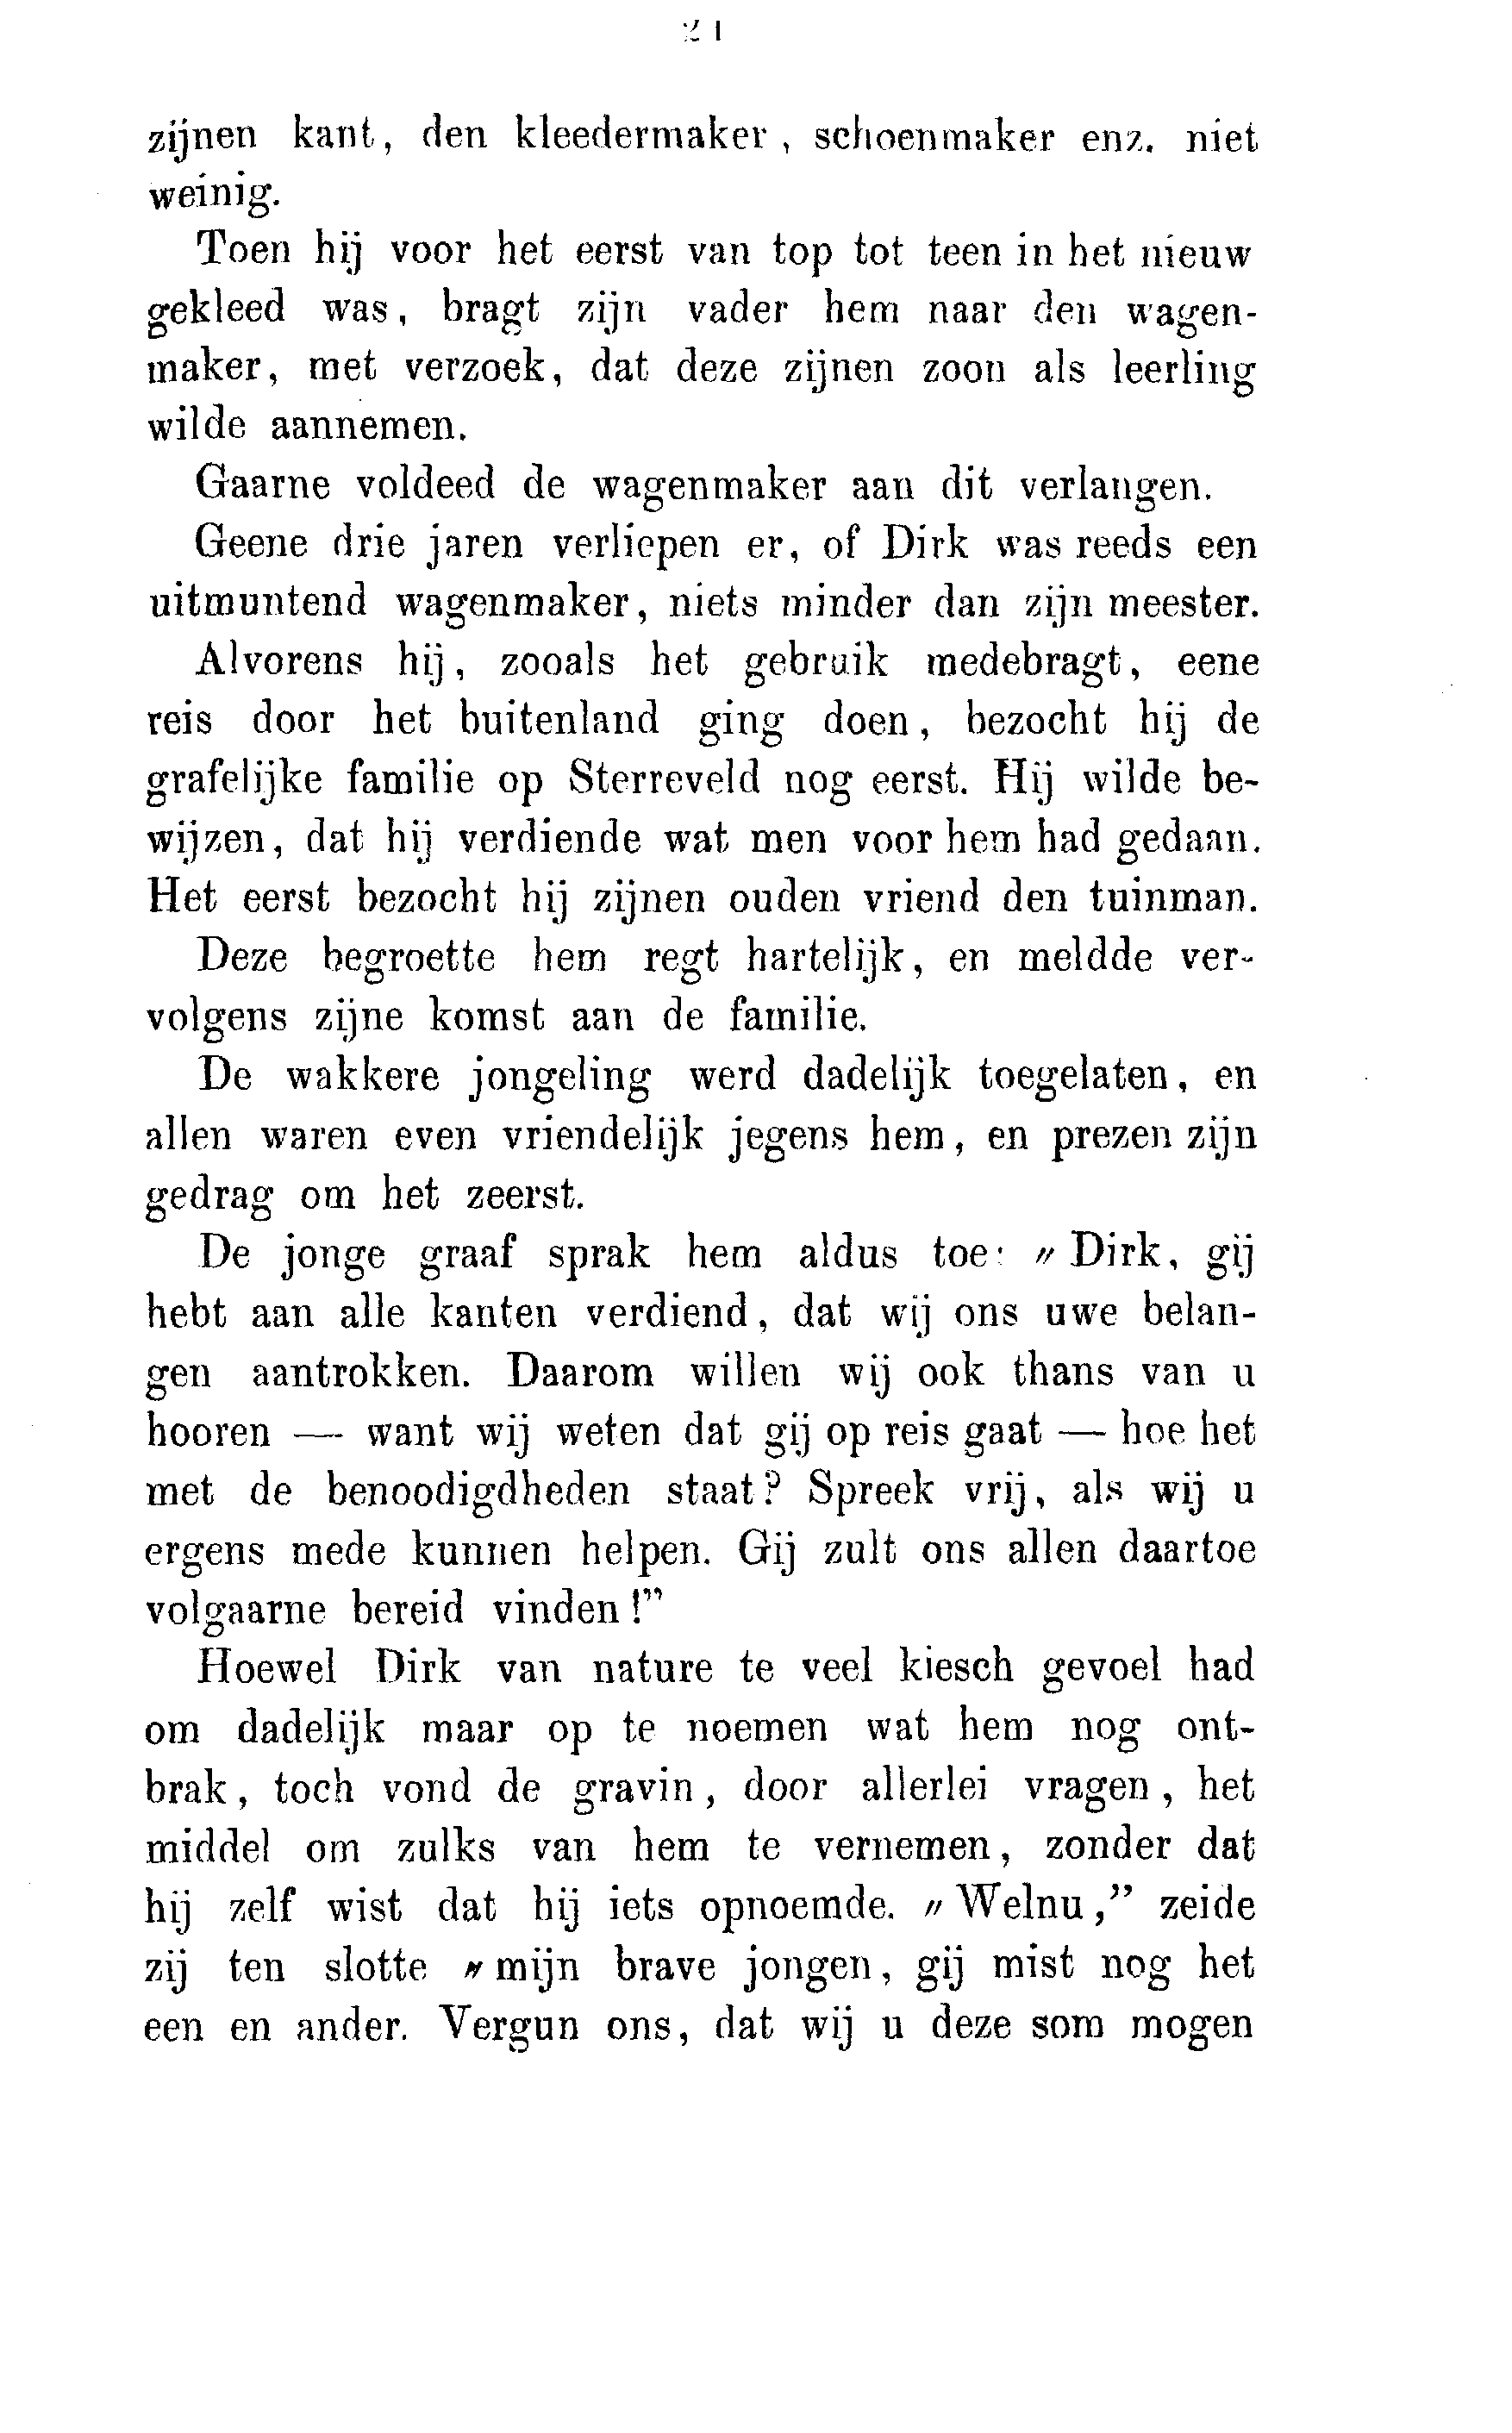 21
zijnen kant, den kleedermaker, schoenmaker enz. niet
weinig.
Toen hij voor het eerst van top tot teen in het nieuw
gekleed was, bragt zijn vader hem naar den wagen-
maker, met verzoek, dat deze zijnen zoon als leerling
wilde aannemen.
Gaarne voldeed de wagenmaker aan dit verlangen.
Geene drie jaren verliepen er, of Dirk was reeds een
uitmuntend wagenmaker, niets minder dan zijn meester.
Alvorens hij, zooals het gebruik medebragt, eene
reis door het buitenland ging doen, bezocht hij de
grafelijke familie op Sterreveld nog eerst. Hij wilde be-
wijzen, dat hij verdiende wat men voor hem had gedaan.
Het eerst bezocht hij zijnen ouden vriend den tuinman.
Deze begroette hem regt hartelijk, en meldde ver-
volgens zijne komst aan de familie.
De wakkere jongeling werd dadelijk toegelaten, en
allen waren even vriendelijk jegens hem, en prezen zijn
gedrag om het zeerst.
De jonge graaf sprak hem aldus toe: „Dirk, gij
hebt aan alle kanten verdiend, dat wij ons uwe belan-
gen aantrokken. Daarom willen wij ook thans van u
hooren — want wij weten dat gij op reis gaat — hoe het
met de benoodigdheden staat? Spreek vrij, als wij u
ergens mede kunnen helpen. Gij zult ons allen daartoe
volgaarne bereid vinden!”
Hoewel Dirk van nature te veel kiesch gevoel had
om dadelijk maar op te noemen wat hem nog ont-
brak, toch vond de gravin, door allerlei vragen, het
middel om zulks van hem te vernemen, zonder dat
hij zelf wist dat hij iets opnoemde. „Welnu,” zeide
zij ten slotte „mijn brave jongen, gij mist nog het
een en ander. Vergun ons, dat wij u deze som mogen